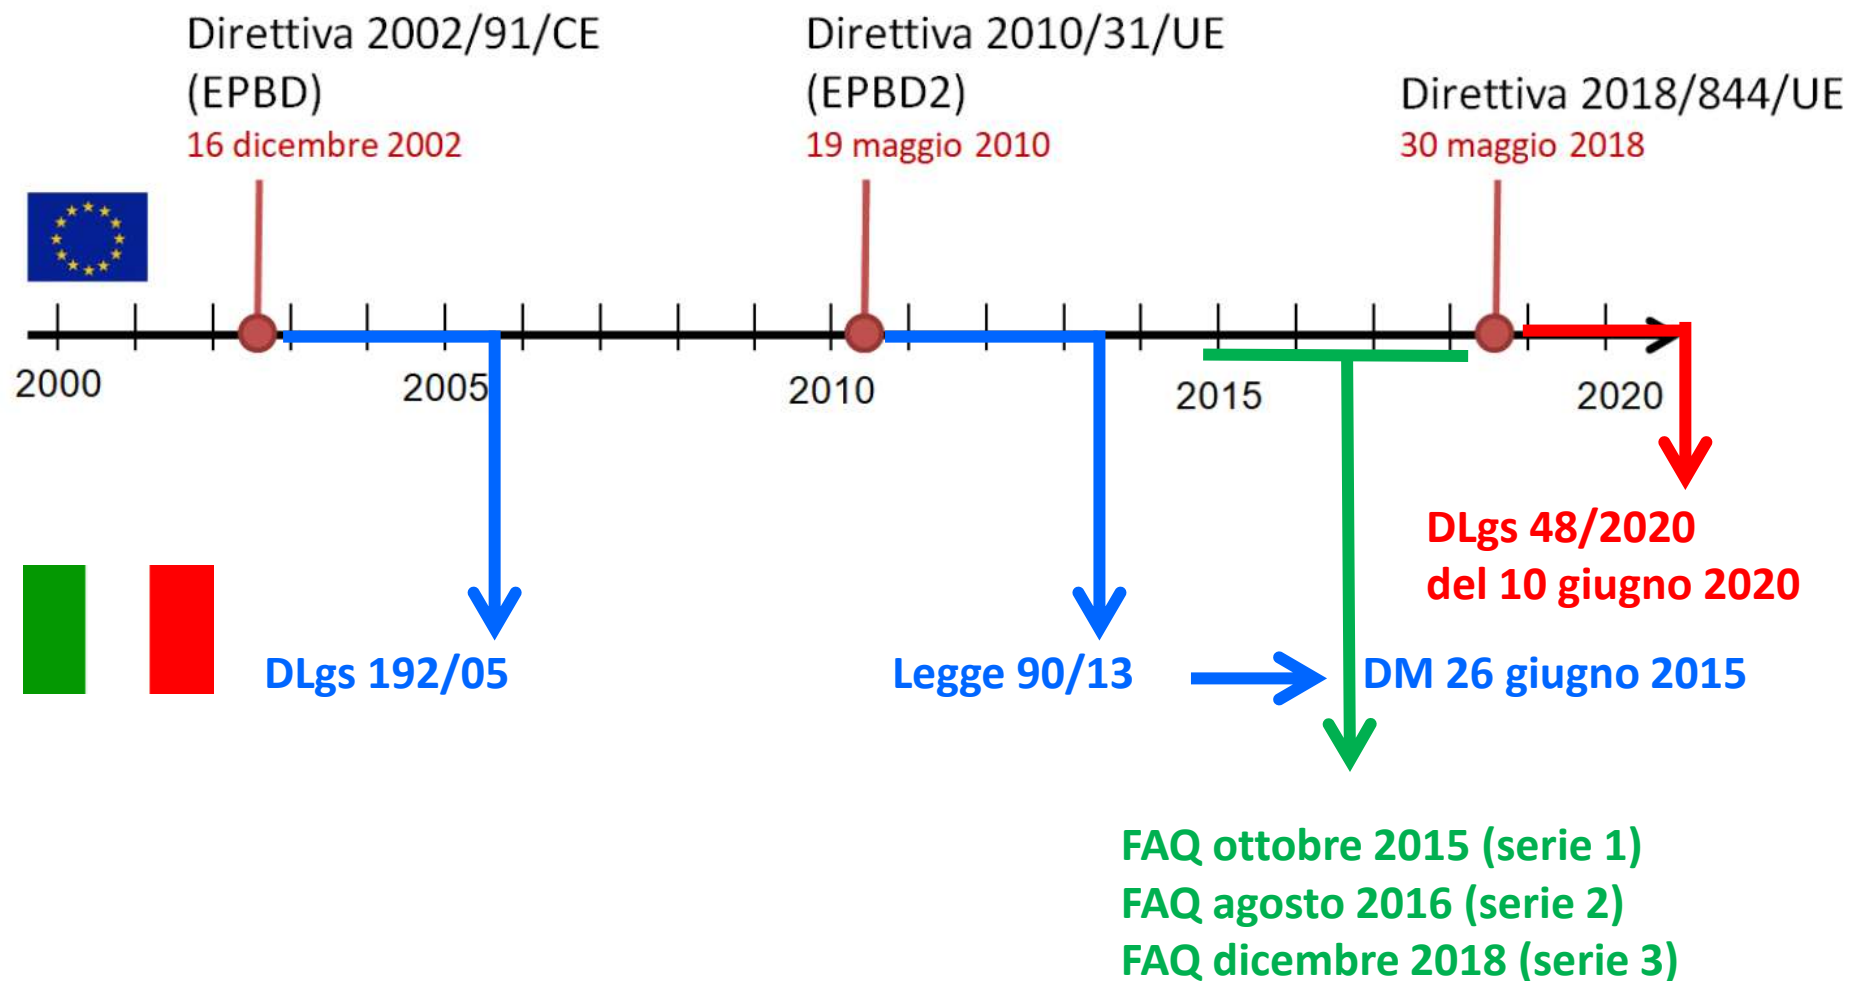 Direttiva 2002/91/CE
(EPBD)
16 dicembre 2002
Direttiva 2010/31/UE
(EPBD2)
19 maggio 2010
Direttiva 2018/844/UE
30 maggio 2018
2000
2005
2010
2015
2020
DLgs 48/2020
del 10 giugno 2020
DLgs 192/05
Legge 90/13
DM 26 giugno 2015
FAQ ottobre 2015 (serie 1)
FAQ agosto 2016 (serie 2)
FAQ dicembre 2018 (serie 3)